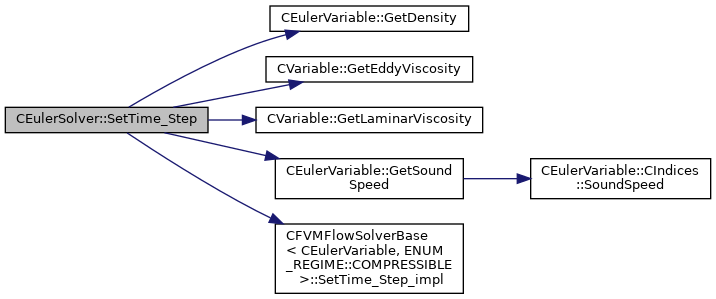 CEulerSolver::SetTime_Step
CEulerVariable::GetDensity
CVariable::GetEddyViscosity
CVariable::GetLaminarViscosity
CEulerVariable::GetSound
Speed
CEulerVariable::CIndices
::SoundSpeed
CFVMFlowSolverBase
< CEulerVariable, ENUM
_REGIME::COMPRESSIBLE
>::SetTime_Step_impl